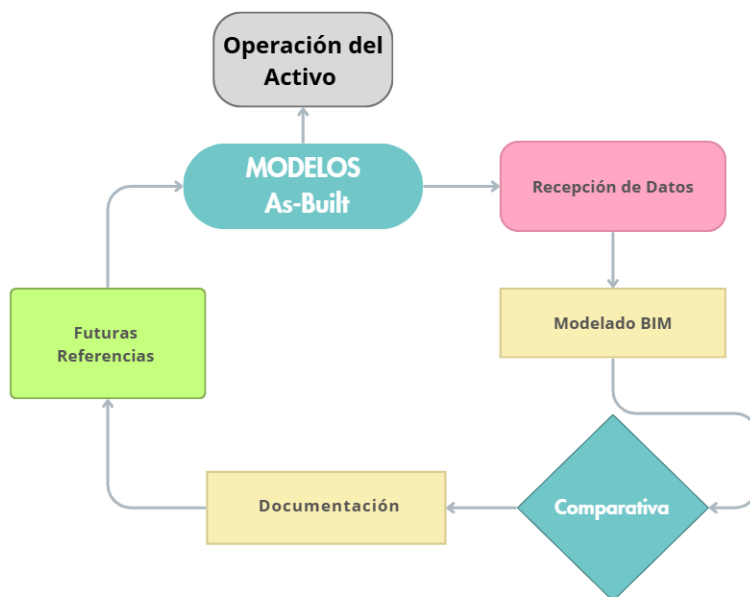 Operación del
Activo
MODELOS
As-Built
Recepción de Datos
Modelado BIM
Comparativa
Documentación
Futuras
Referencias